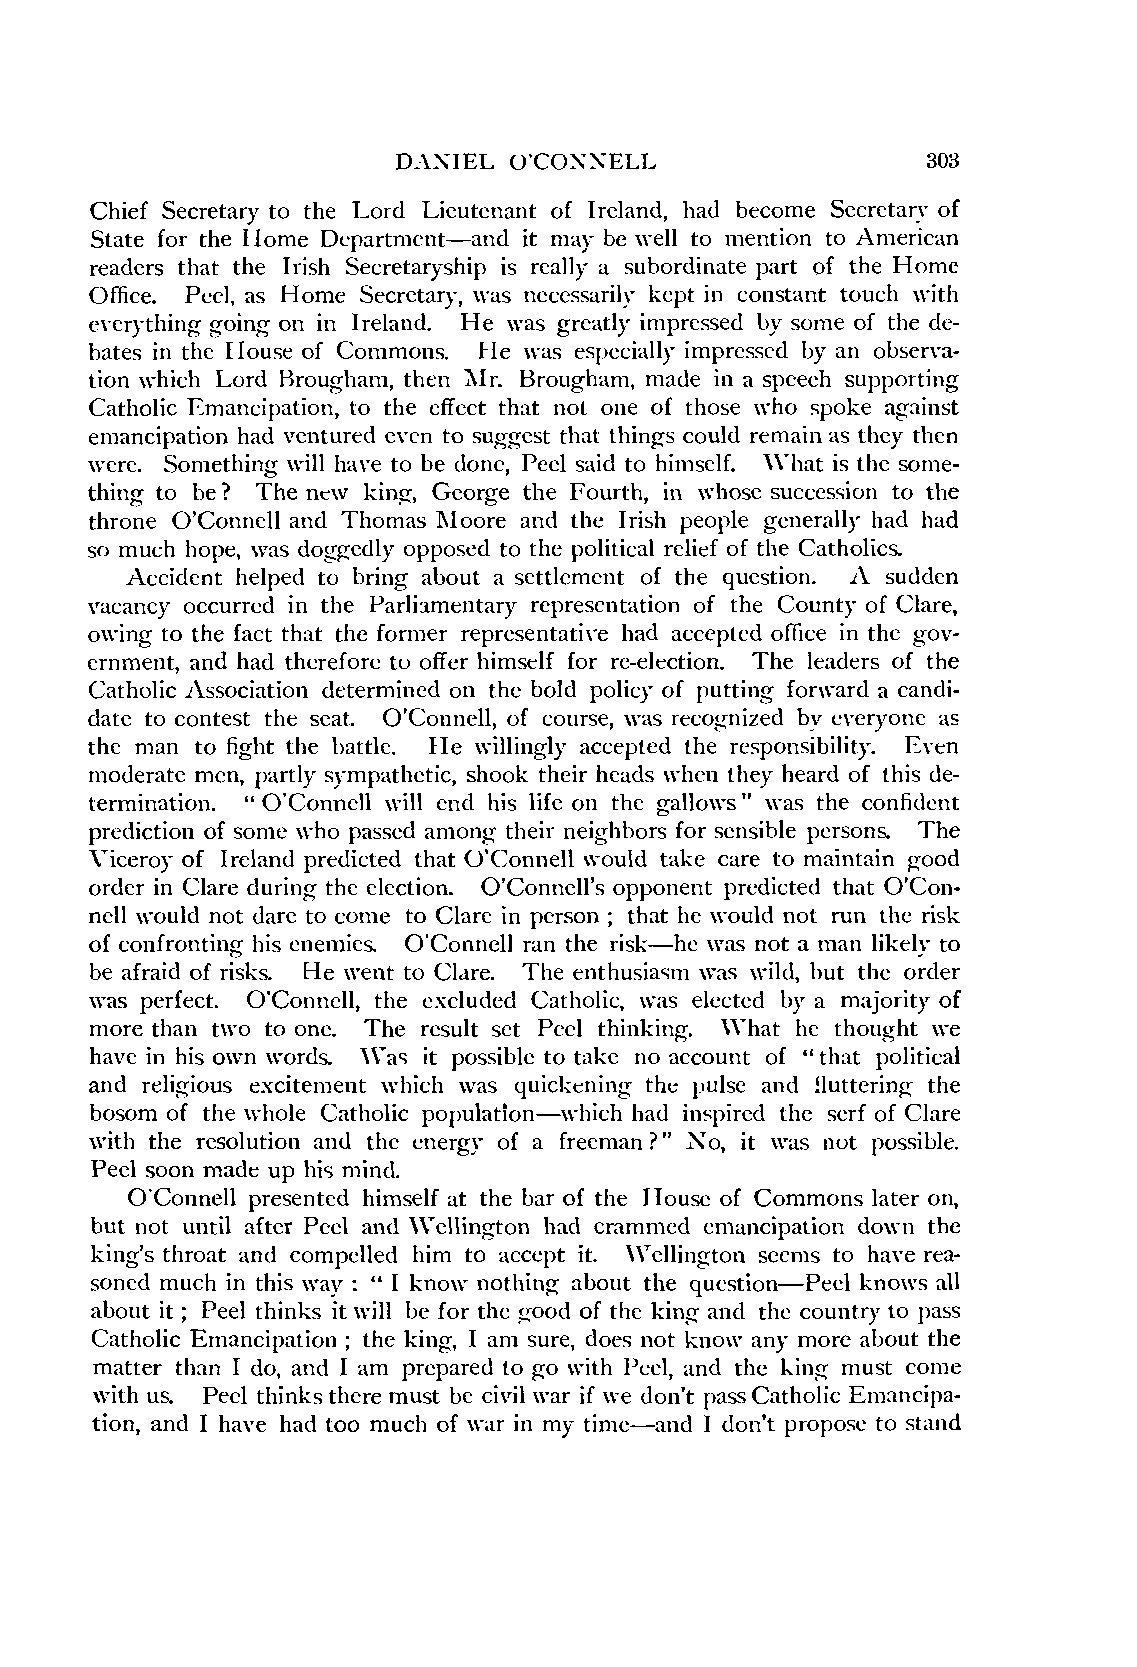 DANIEL O'CONNELL 303
Chief Secretary to the Lord Lieutenant of Ireland, had become Secretary of
State for the Home Department—and it may be well to mention to American
readers that the Irish Secretaryship is really a subordinate part of the Home
Office. Peel, as Home Secretary, was necessarily kept in constant touch with
everything going on in Ireland. He was greatly impressed by some of the de-
bates in the House of Commons. He was especially impressed by an observa-
tion which Lord Brougham, then Mr. Brougham, made in a speech supporting
Catholic Emancipation, to the effect that not one of those who spoke against
emancipation had ventured even to suggest that things could remain as they then
were. Something will have to be done, Peel said to himself. What is the some-
thing to be? The new king, George the Fourth, in whose succession to the
throne O'Connell and Thomas Moore and the Irish people generally had had
so much hope, was doggedly opposed to the political relief of the Catholics.
Accident helped to bring about a settlement of the question. A sudden
vacancy occurred in the Parliamentary representation of the County of Clare,
owing to the fact that the former representative had accepted office in the gov-
ernment, and had therefore to offer himself for re-election. The leaders of the
Catholic Association determined on the bold policy of putting forward a candi-
date to contest the seat. O'Connell, of course, was recognized by everyone as
the man to fight the battle. He willingly accepted the responsibility. Even
moderate men, partly sympathetic, shook their heads when they heard of this de-
termination. "O'Connell will end his life on the gallows" was the confident
prediction of some who passed among their neighbors for sensible persons. The
Viceroy of Ireland predicted that O'Connell would take care to maintain good
order in Clare during the election. O'Connell's opponent predicted that O'Con-
nell would not dare to come to Clare in person; that he would not run the risk
of confronting his enemies. O'Connell ran the risk—he was not a man likely to
be afraid of risks. He went to Clare. The enthusiasm was wild, but the order
was perfect. O'Connell, the excluded Catholic, was elected by a majority of
more than two to one. The result set Peel thinking. What he thought we
have in his own words. Was it possible to take no account of "that political
and religious excitement which was quickening the pulse and fluttering the
bosom of the whole Catholic population—which had inspired the serf of Clare
with the resolution and the energy of a freeman?" No, it was not possible.
Peel soon made up his mind.
O'Connell presented himself at the bar of the House of Commons later on,
but not until after Peel and Wellington had crammed emancipation down the
king's throat and compelled him to accept it. Wellington seems to have rea-
soned much in this way: "I know nothing about the question—Peel knows all
about it; Peel thinks it will be for the good of the king and the country to pass
Catholic Emancipation; the king, I am sure, does not know any more about the
matter than I do, and I am prepared to go with Peel, and the king must come
with us. Peel thinks there must be civil war if we don't pass Catholic Emancipa-
tion, and I have had too much of war in my time—and I don't propose to stand